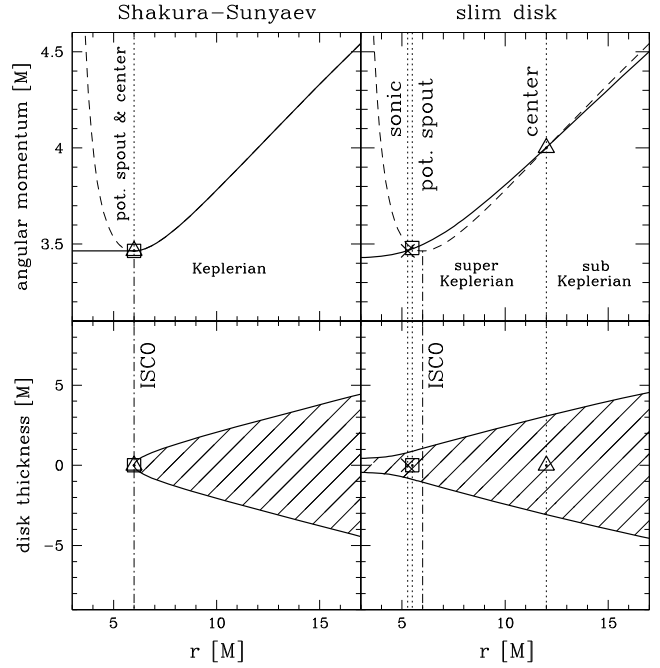 Shakura−Sunyaev
slim disk
angular momentum [M]
4.5
4
3.5
pot. spout & center
Keplerian
sonic
pot. spout
center
super
Keplerian
sub
Keplerian
disk thickness [M]
5
0
−5
ISCO
ISCO
5
10
15
5
10
15
r [M]
r [M]